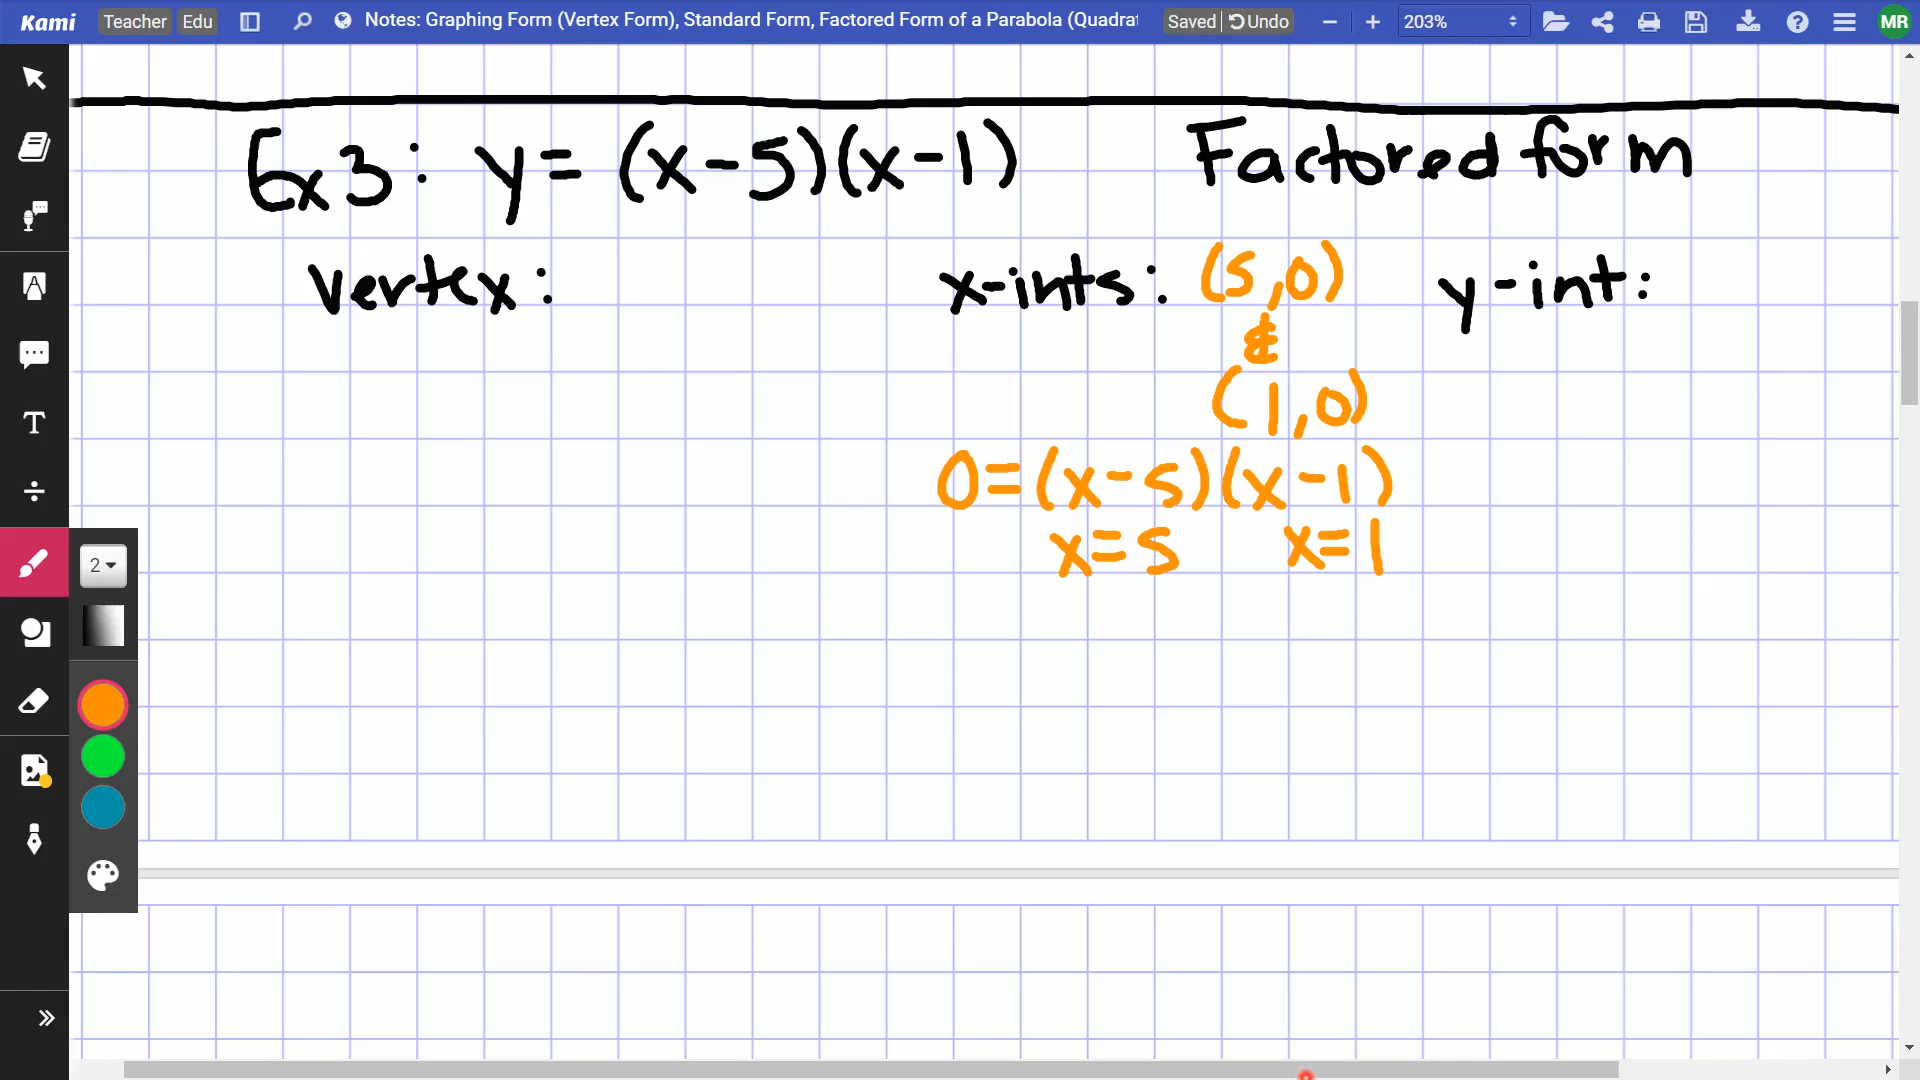 Kami Teacher Edu Notes: Graphing Form (Vertex Form), Standard Form, Factored Form of a Parabola (Quadrat Saved Undo 203% MR
Ex 3: y = (x-5)(x-1) Factored form
vertex: x-ints: (5,0) y-int:
&
(1,0)
0=(x-5)(x-1)
x=5 x=1
2